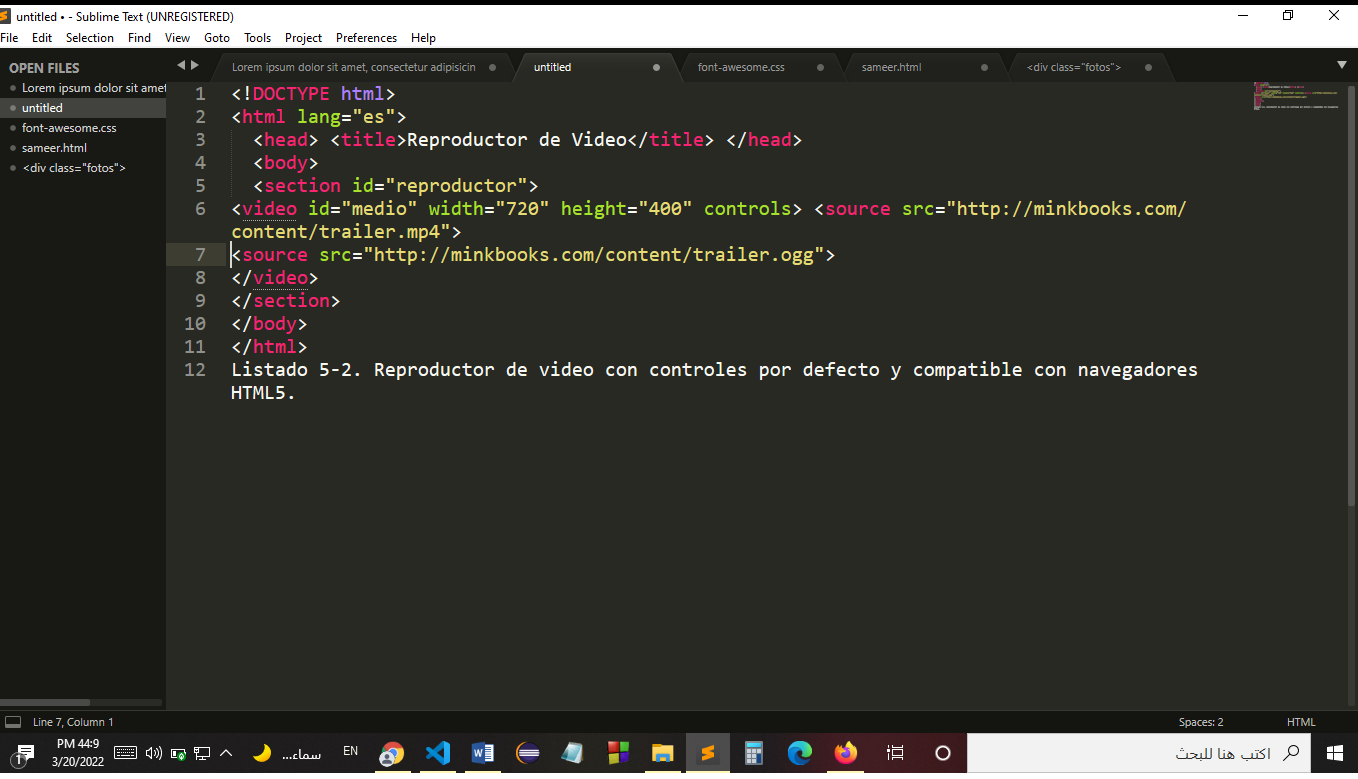 untitled • - Sublime Text (UNREGISTERED)
File Edit Selection Find View Goto Tools Project Preferences Help
OPEN FILES
Lorem ipsum dolor sit amet
untitled
font-awesome.css
sameer.html
<div class="fotos">
Lorem ipsum dolor sit amet, consectetur adipisicin
untitled
font-awesome.css
sameer.html
<div class="fotos">
1 <!DOCTYPE html>
2 <html lang="es">
3 <head> <title>Reproductor de Video</title> </head>
4 <body>
5 <section id="reproductor">
6 <video id="medio" width="720" height="400" controls> <source src="http://minkbooks.com/
content/trailer.mp4">
7 <source src="http://minkbooks.com/content/trailer.ogg">
8 </video>
9 </section>
10 </body>
11 </html>
12 Listado 5-2. Reproductor de video con controles por defecto y compatible con navegadores
HTML5.
Line 7, Column 1
Spaces: 2
HTML
1
PM 44:9
3/20/2022
سماء...
EN
اكتب هنا للبحث